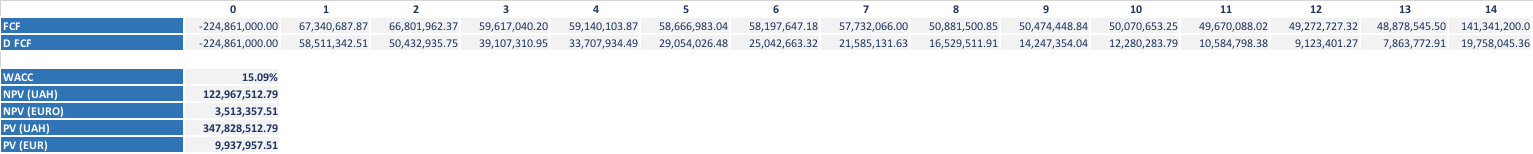 0 1 2 3 4 5 6 7 8 9 10 11 12 13 14
FCF -224,861,000.00 67,340,687.87 66,801,962.37 59,617,040.20 59,140,103.87 58,666,983.04 58,197,647.18 57,732,066.00 50,881,500.85 50,474,448.84 50,070,653.25 49,670,088.02 49,272,727.32 48,878,545.50 141,341,200.0
D FCF -224,861,000.00 58,511,342.51 50,432,935.75 39,107,310.95 33,707,934.49 29,054,026.48 25,042,663.32 21,585,131.63 16,529,511.91 14,247,354.04 12,280,283.79 10,584,798.38 9,123,401.27 7,863,772.91 19,758,045.36
WACC 15.09%
NPV (UAH) 122,967,512.79
NPV (EURO) 3,513,357.51
PV (UAH) 347,828,512.79
PV (EUR) 9,937,957.51